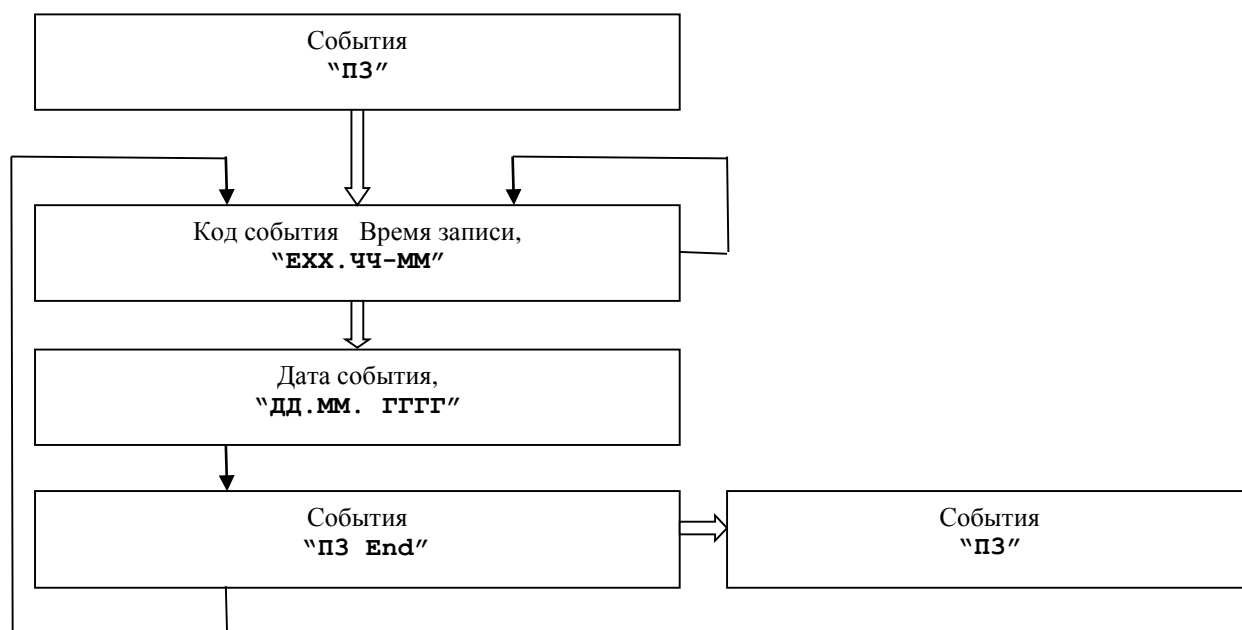 События
“ПЗ”
Код события Время записи,
“ЕХХ.ЧЧ-ММ”
Дата события,
“ДД.ММ. ГГГГ”
События
“ПЗ End”
События
“ПЗ”